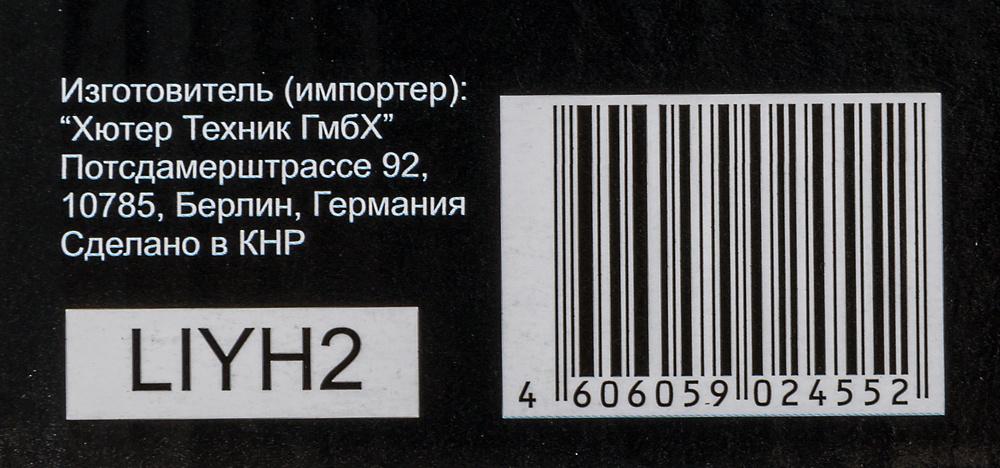 Изготовитель (импортер):
“Хютер Техник ГмбХ”
Потсдамерштрассе 92,
10785, Берлин, Германия
Сделано в КНР
LIYH2
4 606059 024552